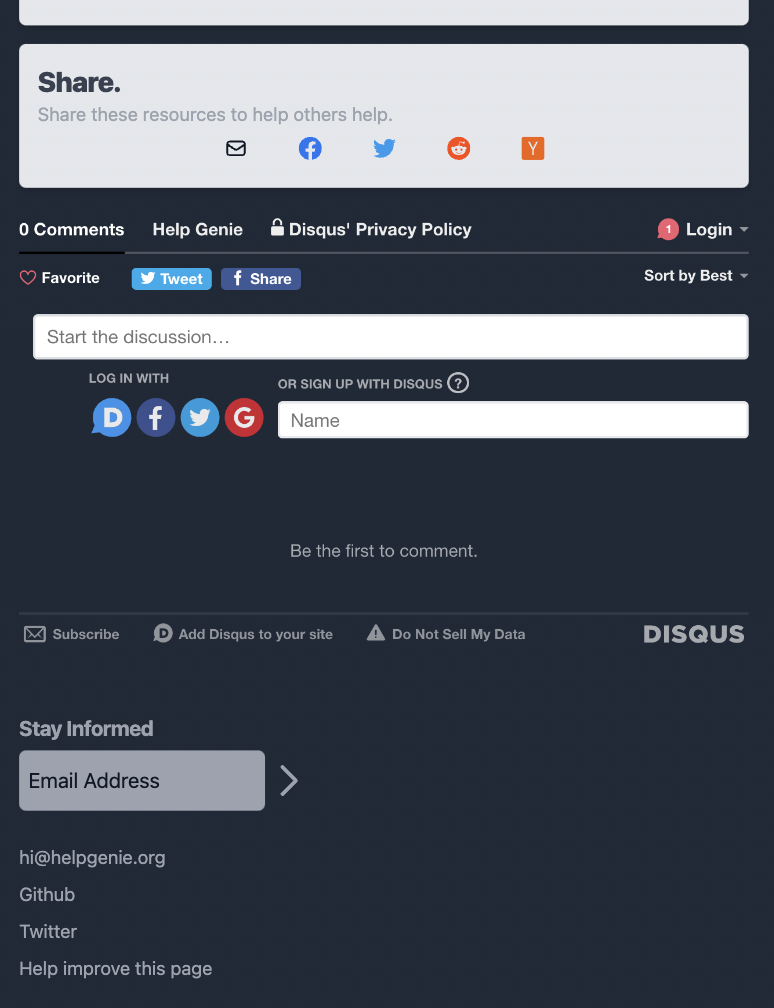 Share.
Share these resources to help others help.
Y
0 Comments Help Genie Disqus' Privacy Policy 1 Login
Favorite Tweet f Share Sort by Best
Start the discussion…
LOG IN WITH
OR SIGN UP WITH DISQUS ?
D f G
Name
Be the first to comment.
Subscribe D Add Disqus to your site Do Not Sell My Data DISQUS
Stay Informed
Email Address
hi@helpgenie.org
Github
Twitter
Help improve this page